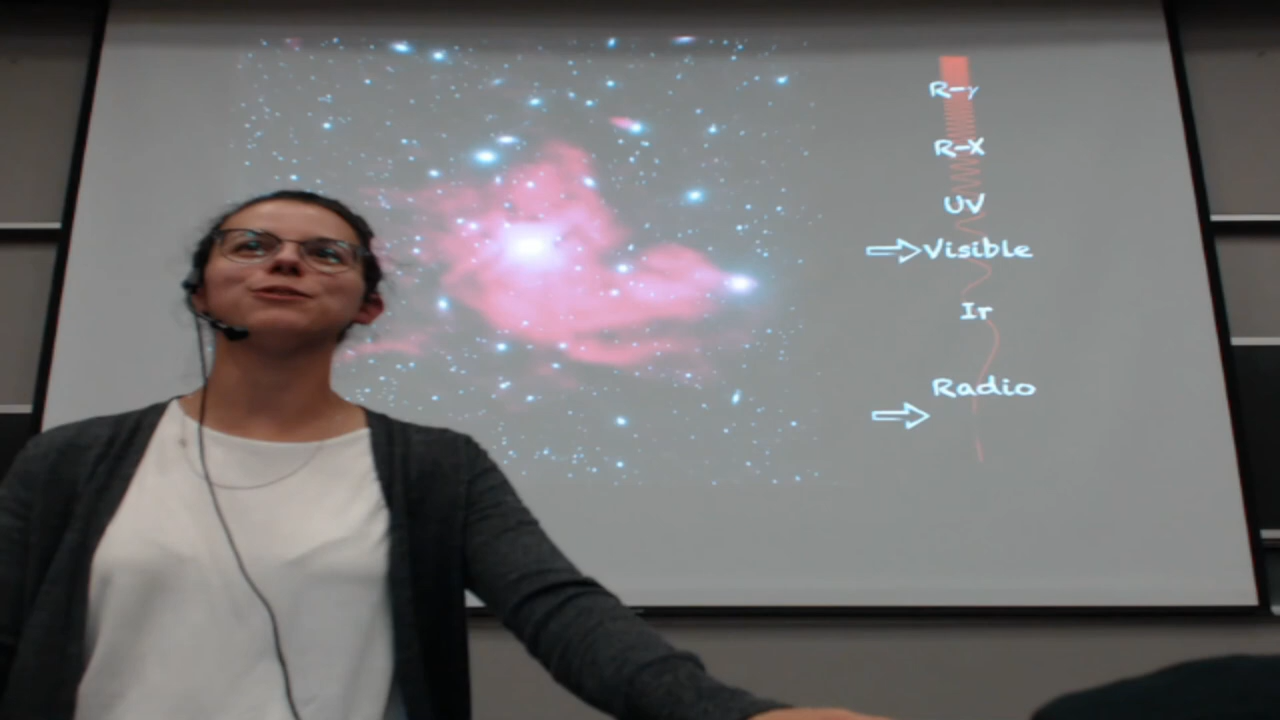 R-γ
R-X
UV
Visible
Ir
Radio